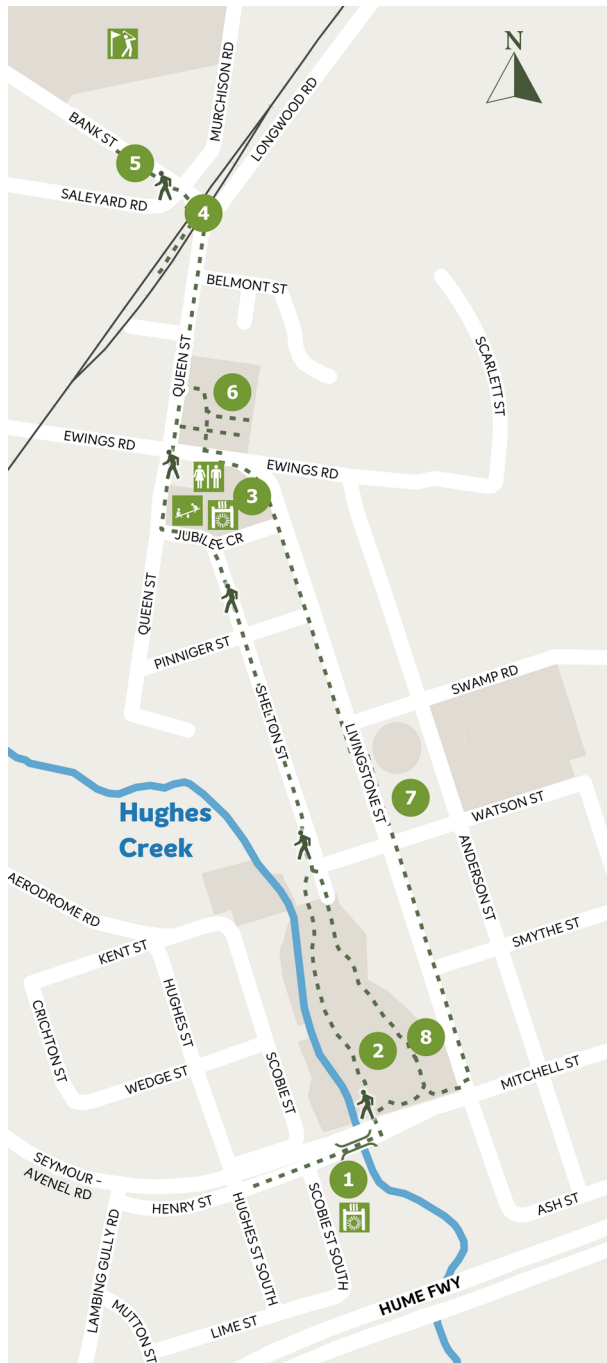 N
MURCHISON RD
LONGWOOD RD
BANK ST
5
SALEYARD RD
4
BELMONT ST
QUEEN ST
SCARLETT ST
6
EWINGS RD
EWINGS RD
3
JUBILEE CR
QUEEN ST
PINNIGER ST
SWAMP RD
SHELTON ST
LIVINGSTONE ST
7
Hughes
Creek
WATSON ST
ANDERSON ST
AERODROME RD
SMYTHE ST
KENT ST
HUGHES ST
CRICHTON ST
WEDGE ST
SCOBIE ST
2
8
MITCHELL ST
SEYMOUR -
AVENEL RD
1
HENRY ST
HUGHES ST SOUTH
SCOBIE ST SOUTH
ASH ST
LAMBING GULLY RD
MUTTON ST
LIME ST
HUME FWY